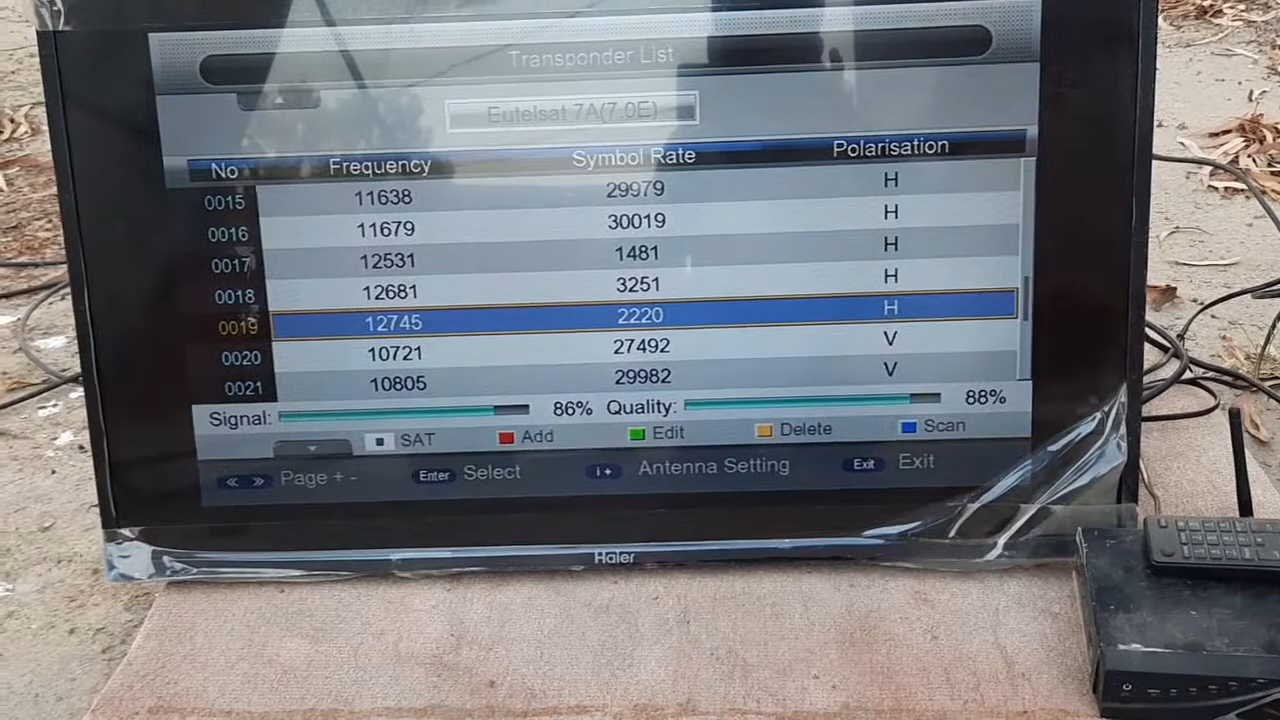 Transponder List
Eutelsat 7A(7.0E)
No Frequency Symbol Rate Polarisation
0015 11638 29979 H
0016 11679 30019 H
0017 12531 1481 H
0018 12681 3251 H
0019 12745 2220 H
0020 10721 27492 V
0021 10805 29982 V
Signal: 86% Quality: 88%
SAT Add Edit Delete Scan
Page + - Enter Select i + Antenna Setting Exit Exit
Haier